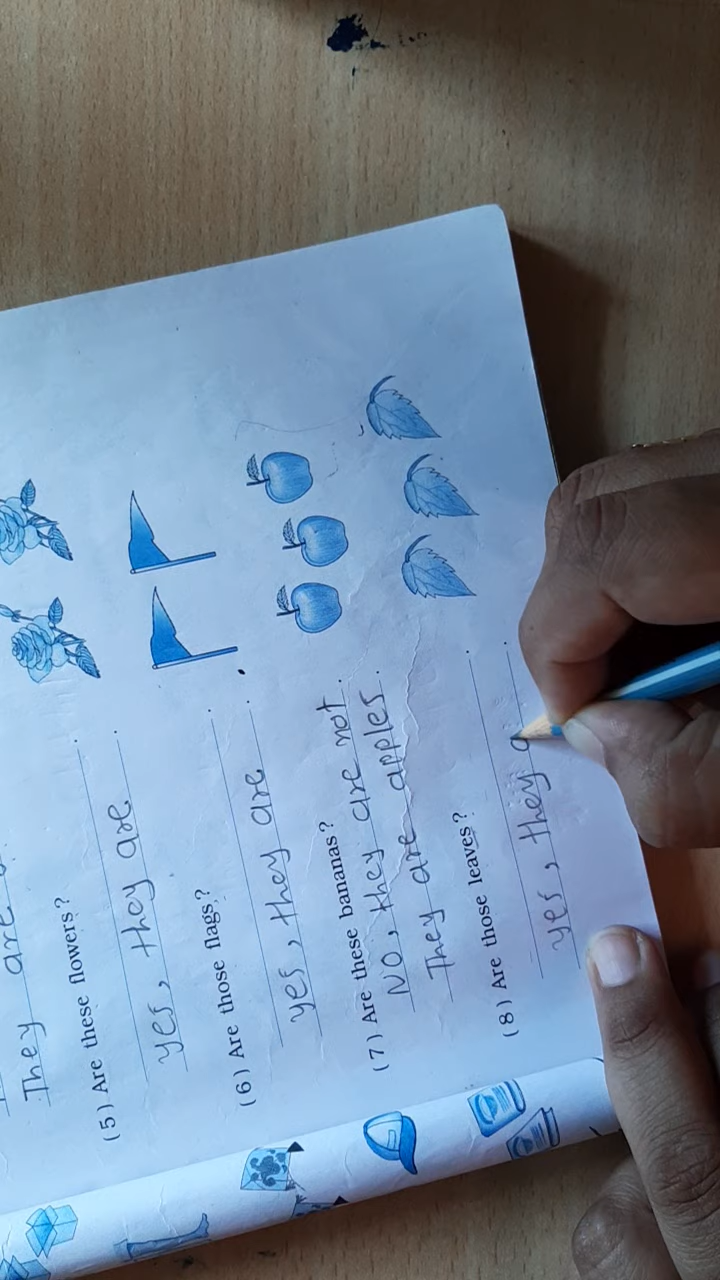 They are
(5) Are these flowers?
yes, they are
(6) Are those flags?
yes, they are
(7) Are these bananas?
NO, they are not.
They are apples.
(8) Are those leaves?
yes, they a